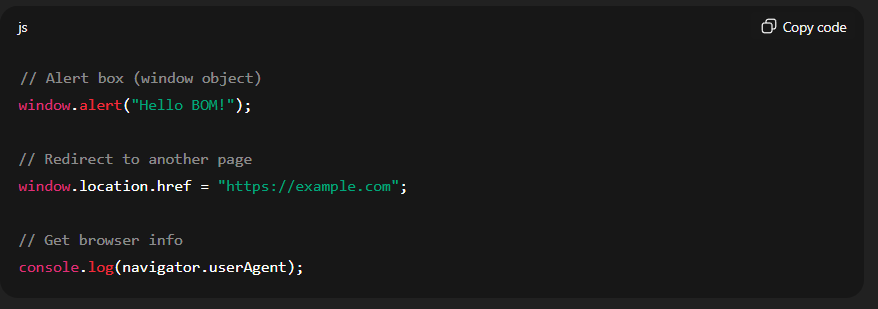 js
Copy code
// Alert box (window object)
window.alert("Hello BOM!");
// Redirect to another page
window.location.href = "https://example.com";
// Get browser info
console.log(navigator.userAgent);